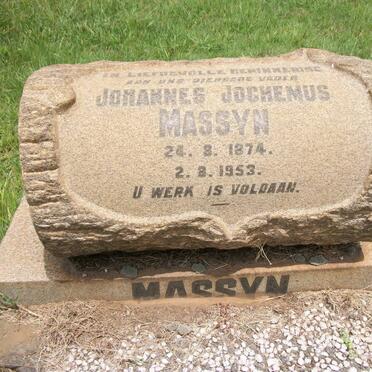 IN LIEFDEVOLLE HERINNERING
AAN ONS DIERBARE VADER
JOHANNES JOCHEMUS
MASSYN
24. 8. 1874.
2. 8. 1953.
U WERK IS VOLDAAN.
MASSYN